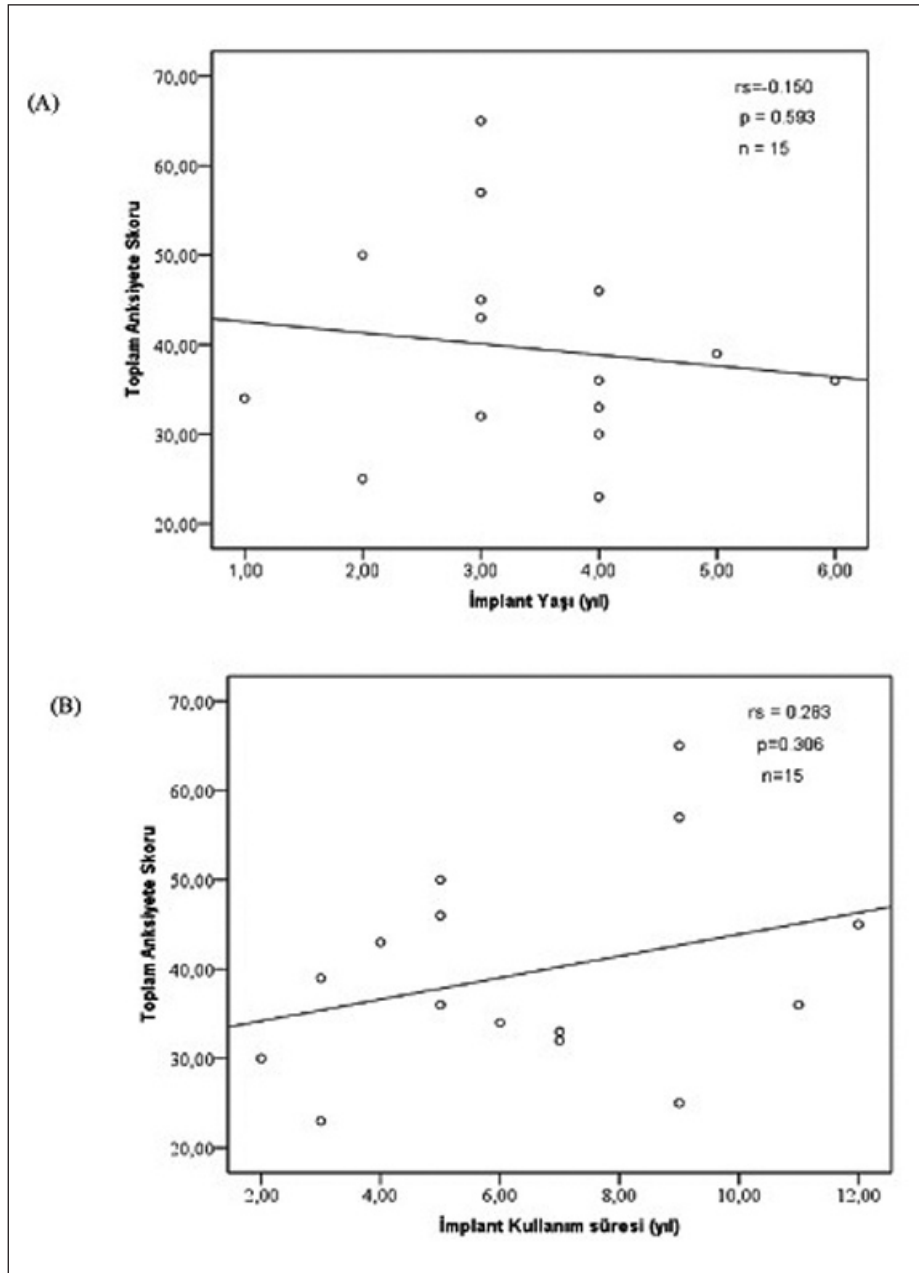 (A)
rs=-0.150
p = 0.593
n = 15
Toplam Anksiyete Skoru
70,00
60,00
50,00
40,00
30,00
20,00
1,00 2,00 3,00 4,00 5,00 6,00
İmplant Yaşı (yıl)
(B)
rs = 0.283
p=0.306
n=15
Toplam Anksiyete Skoru
70,00
60,00
50,00
40,00
30,00
20,00
2,00 4,00 6,00 8,00 10,00 12,00
İmplant Kullanım süresi (yıl)